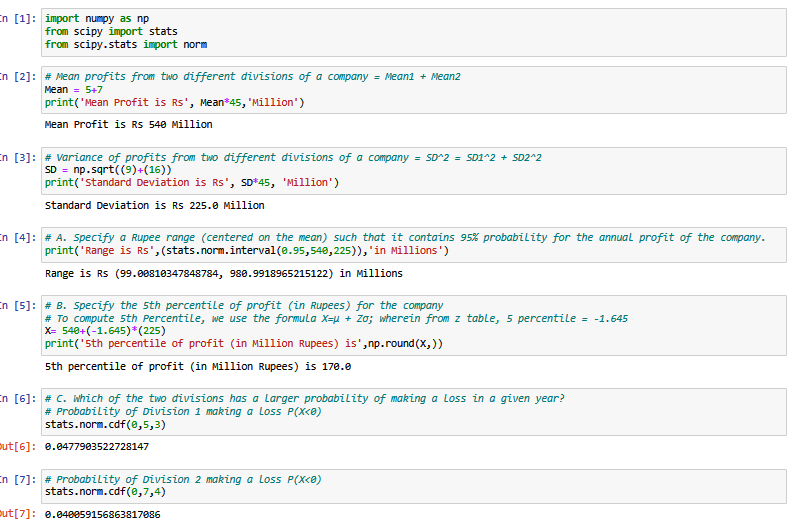 In [1]:
import numpy as np
from scipy import stats
from scipy.stats import norm
In [2]:
# Mean profits from two different divisions of a company = Mean1 + Mean2
Mean = 5+7
print('Mean Profit is Rs', Mean*45,'Million')
Mean Profit is Rs 540 Million
In [3]:
# Variance of profits from two different divisions of a company = SD^2 = SD1^2 + SD2^2
SD = np.sqrt((9)+(16))
print('Standard Deviation is Rs', SD*45, 'Million')
Standard Deviation is Rs 225.0 Million
In [4]:
# A. Specify a Rupee range (centered on the mean) such that it contains 95% probability for the annual profit of the company.
print('Range is Rs',(stats.norm.interval(0.95,540,225)),'in Millions')
Range is Rs (99.00810347848784, 980.9918965215122) in Millions
In [5]:
# B. Specify the 5th percentile of profit (in Rupees) for the company
# To compute 5th Percentile, we use the formula X=μ + Zσ; wherein from z table, 5 percentile = -1.645
X= 540+(-1.645)*(225)
print('5th percentile of profit (in Million Rupees) is',np.round(X,))
5th percentile of profit (in Million Rupees) is 170.0
In [6]:
# C. Which of the two divisions has a larger probability of making a loss in a given year?
# Probability of Division 1 making a loss P(X<0)
stats.norm.cdf(0,5,3)
Out[6]: 0.0477903522728147
In [7]:
# Probability of Division 2 making a loss P(X<0)
stats.norm.cdf(0,7,4)
Out[7]: 0.040059156863817086